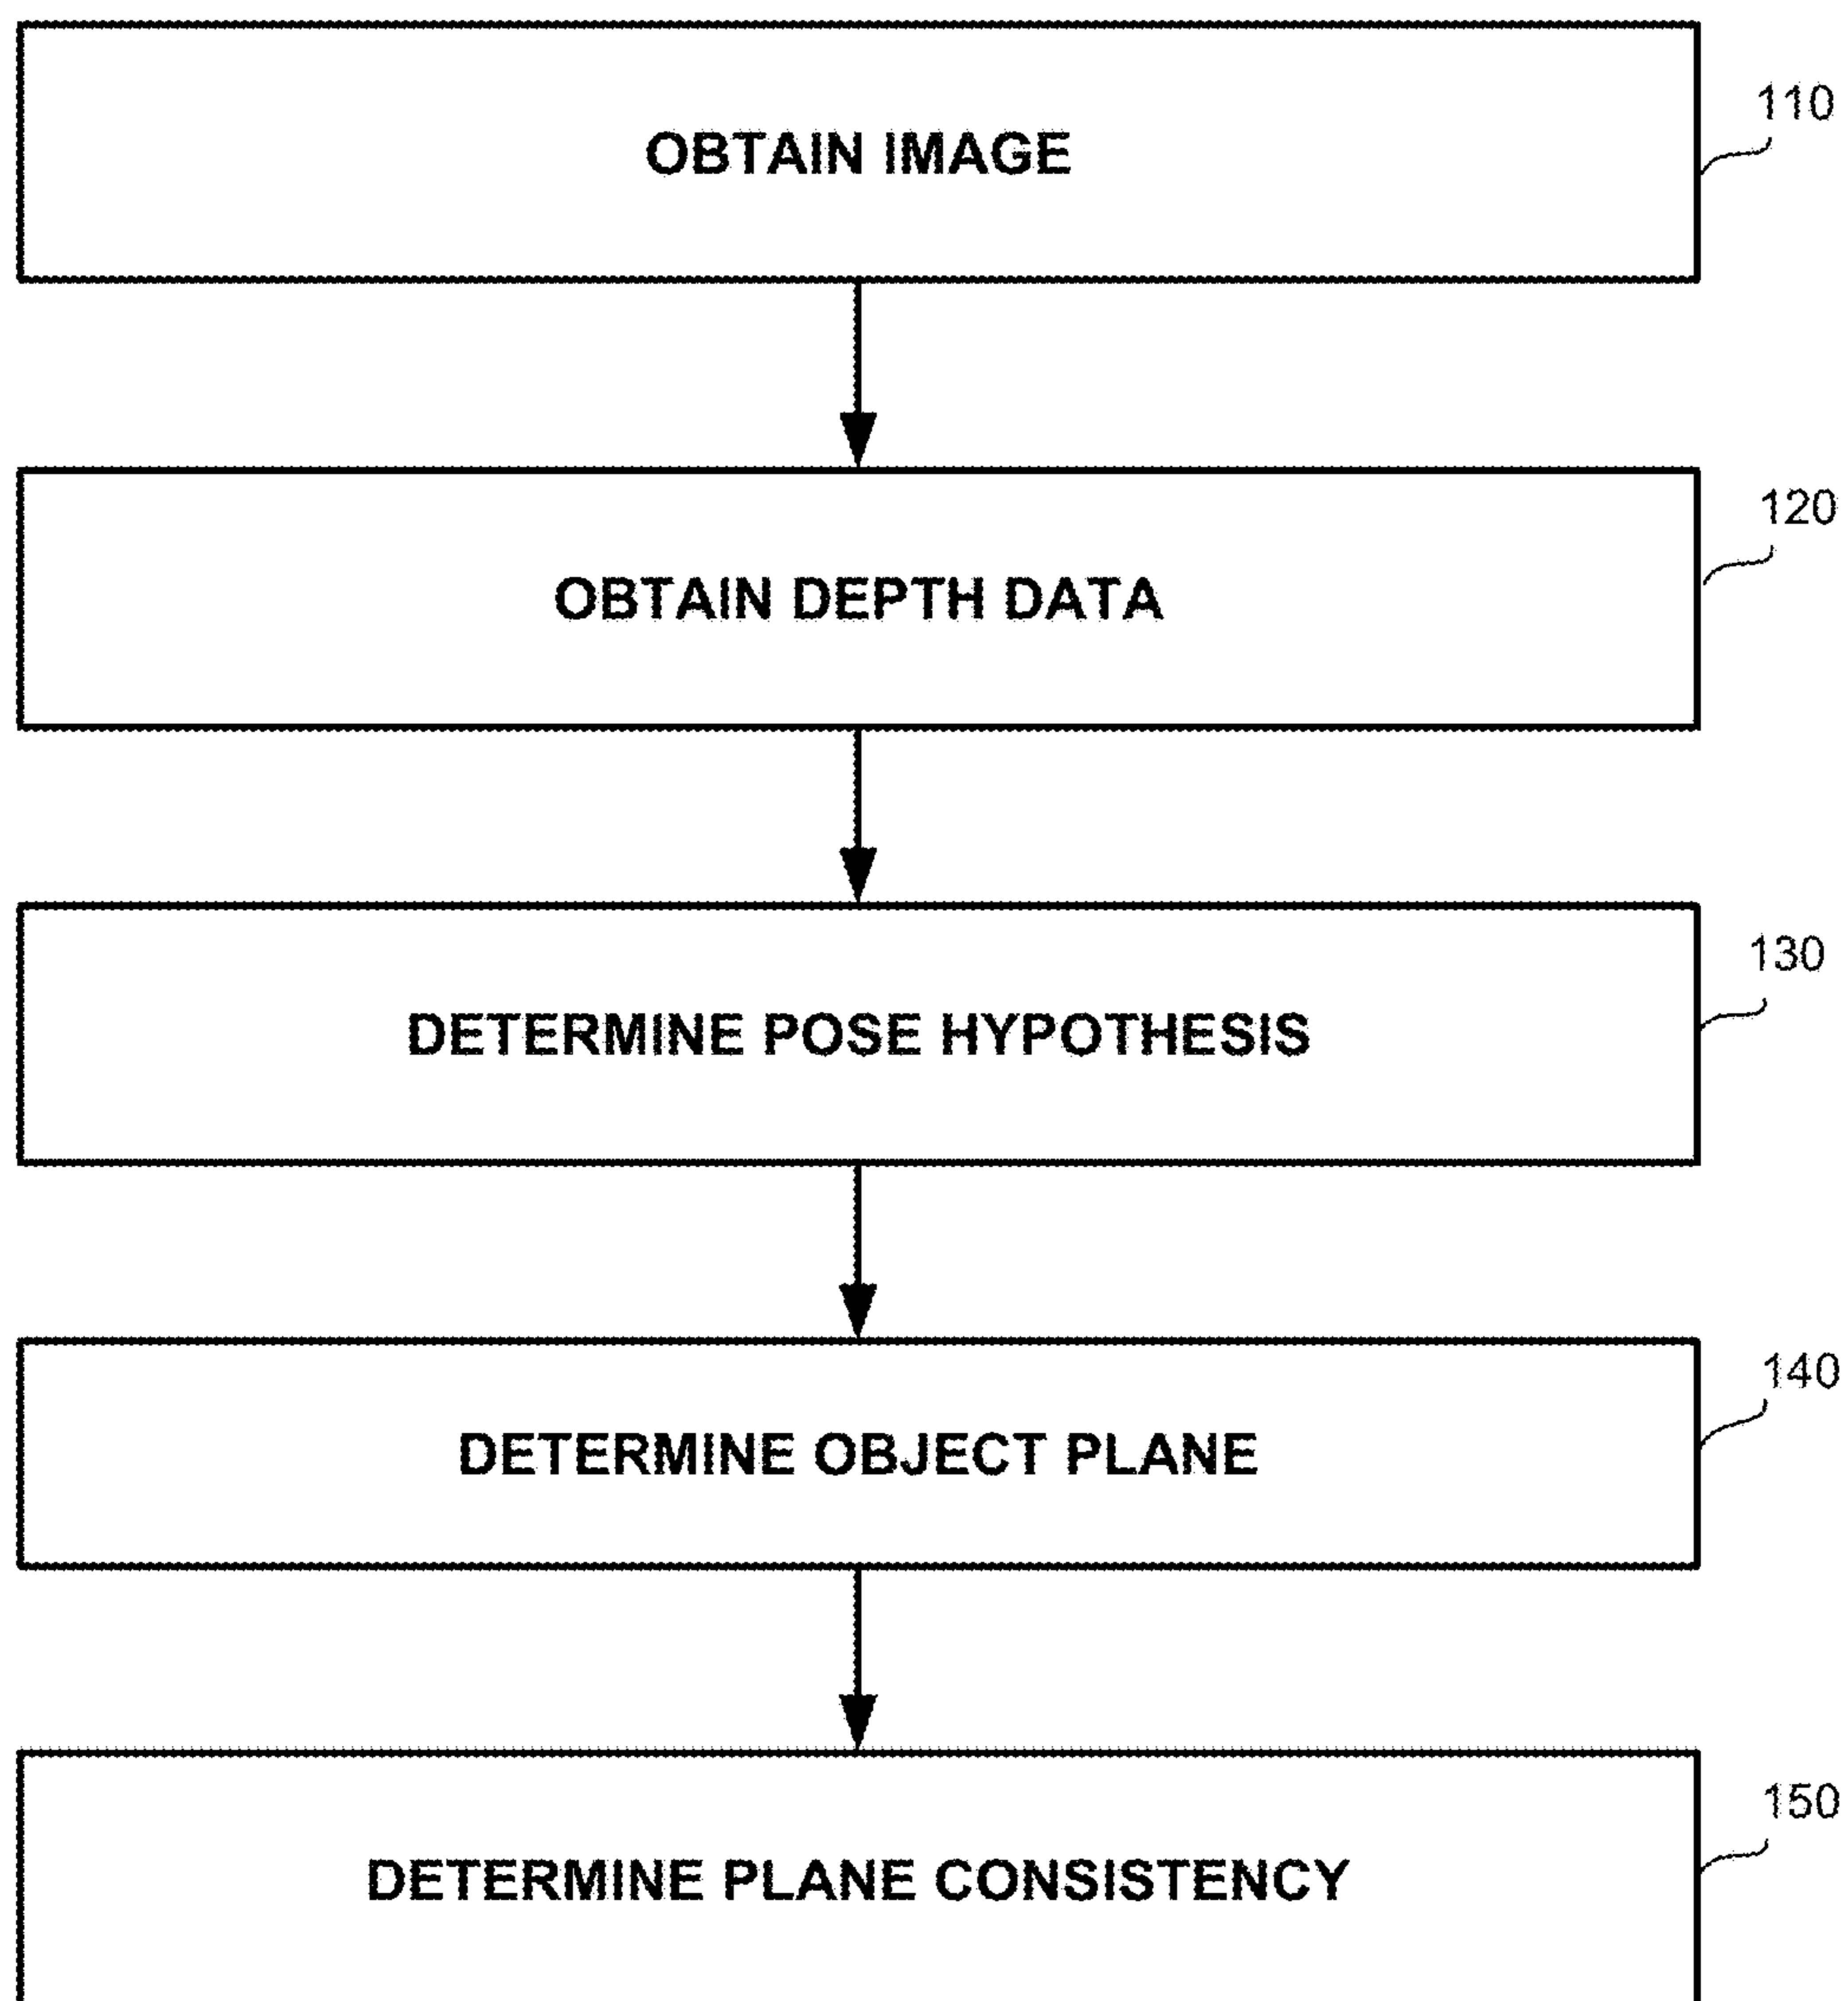 OBTAIN IMAGE
110
OBTAIN DEPTH DATA
120
DETERMINE POSE HYPOTHESIS
130
DETERMINE OBJECT PLANE
140
DETERMINE PLANE CONSISTENCY
150